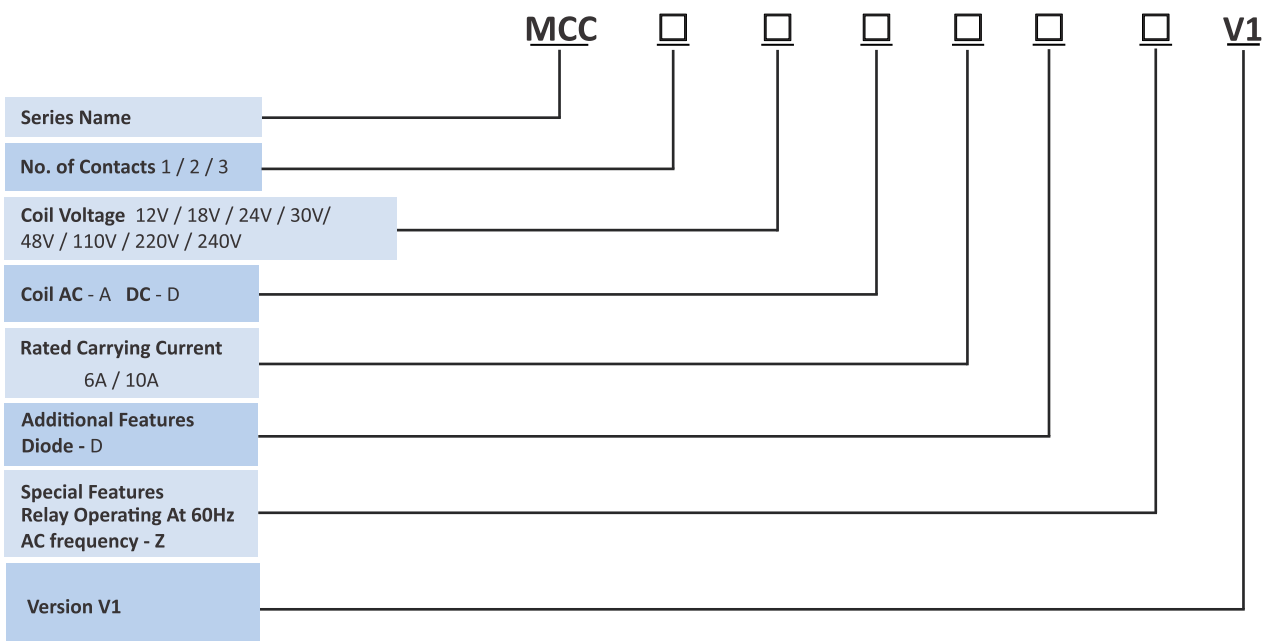 MCC □ □ □ □ □ □ V1
Series Name
No. of Contacts 1 / 2 / 3
Coil Voltage 12V / 18V / 24V / 30V/
48V / 110V / 220V / 240V
Coil AC - A DC - D
Rated Carrying Current
6A / 10A
Additional Features
Diode - D
Special Features
Relay Operating At 60Hz
AC frequency - Z
Version V1